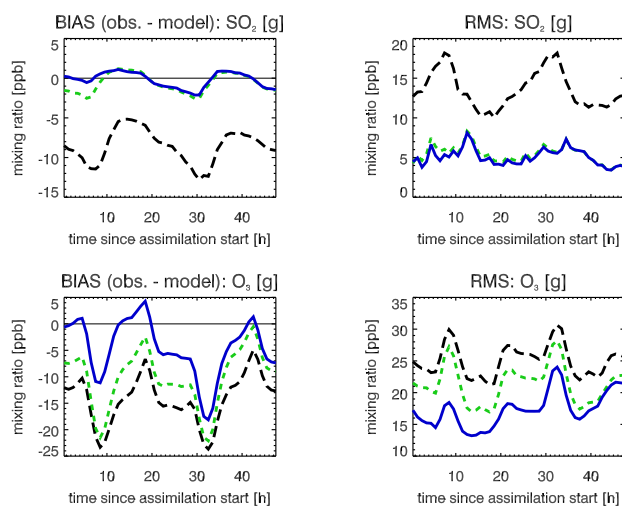 BIAS (obs. - model): SO₂ [g]
mixing ratio [ppb]
5
0
-5
-10
-15
10 20 30 40
time since assimilation start [h]
RMS: SO₂ [g]
mixing ratio [ppb]
20
15
10
5
0
10 20 30 40
time since assimilation start [h]
BIAS (obs. - model): O₃ [g]
mixing ratio [ppb]
5
0
-5
-10
-15
-20
-25
10 20 30 40
time since assimilation start [h]
RMS: O₃ [g]
mixing ratio [ppb]
35
30
25
20
15
10
10 20 30 40
time since assimilation start [h]